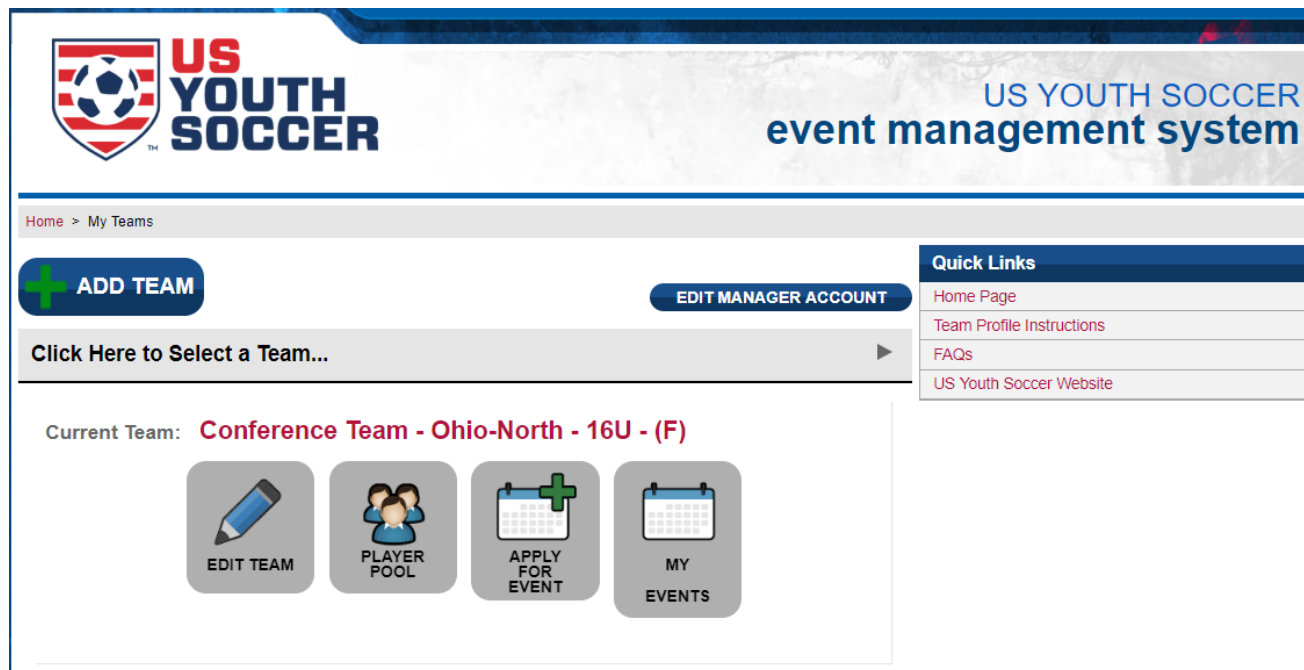 US
YOUTH
SOCCER
TM
US YOUTH SOCCER
event management system
Home > My Teams
ADD TEAM
EDIT MANAGER ACCOUNT
Click Here to Select a Team...
Current Team: Conference Team - Ohio-North - 16U - (F)
EDIT TEAM
PLAYER
POOL
APPLY
FOR
EVENT
MY
EVENTS
Quick Links
Home Page
Team Profile Instructions
FAQs
US Youth Soccer Website